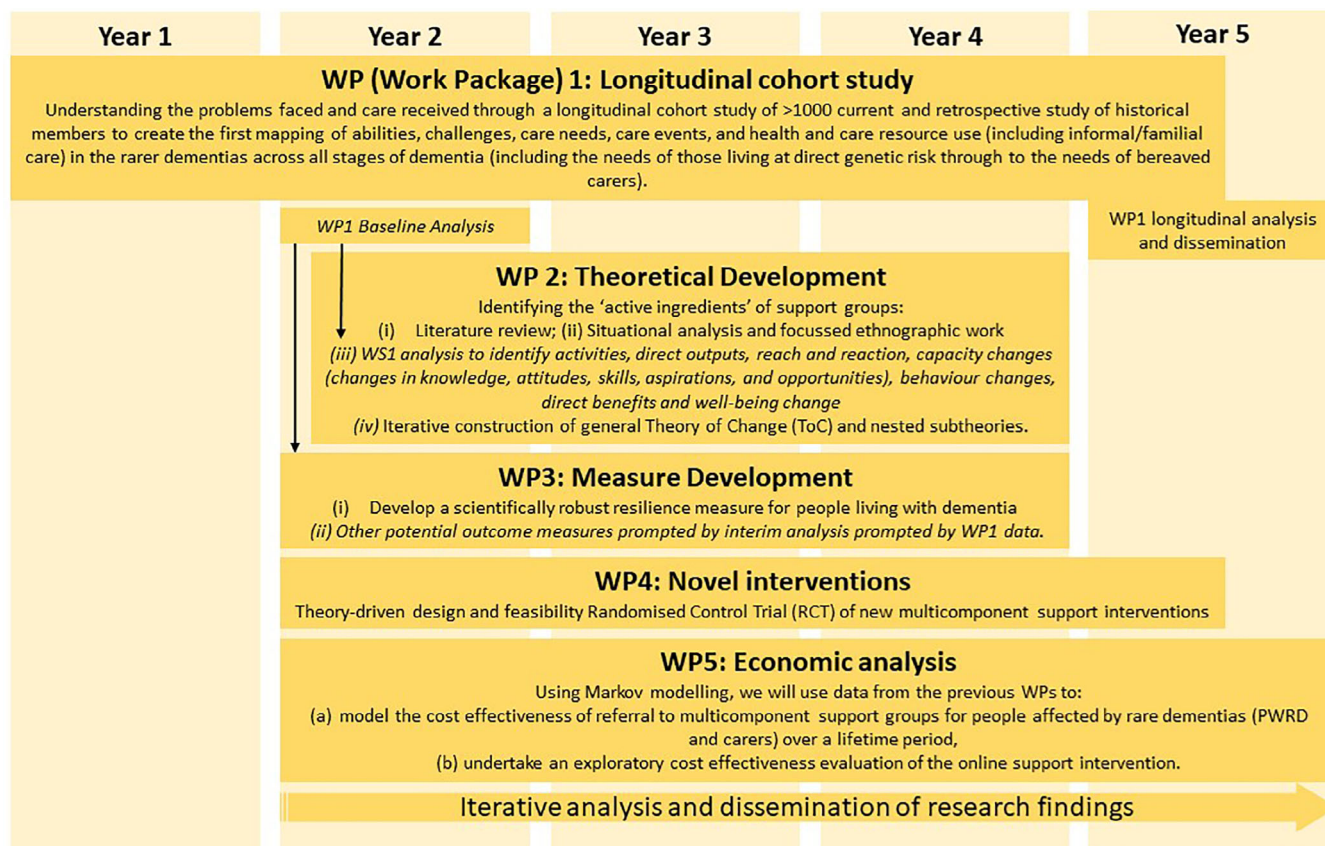 Year 1 Year 2 Year 3 Year 4 Year 5
WP (Work Package) 1: Longitudinal cohort study
Understanding the problems faced and care received through a longitudinal cohort study of >1000 current and retrospective study of historical
members to create the first mapping of abilities, challenges, care needs, care events, and health and care resource use (including informal/familial
care) in the rarer dementias across all stages of dementia (including the needs of those living at direct genetic risk through to the needs of bereaved
carers).
WP1 Baseline Analysis
WP1 longitudinal analysis
and dissemination
WP 2: Theoretical Development
Identifying the ‘active ingredients’ of support groups:
(i) Literature review; (ii) Situational analysis and focussed ethnographic work
(iii) WS1 analysis to identify activities, direct outputs, reach and reaction, capacity changes
(changes in knowledge, attitudes, skills, aspirations, and opportunities), behaviour changes,
direct benefits and well-being change
(iv) Iterative construction of general Theory of Change (ToC) and nested subtheories.
WP3: Measure Development
(i) Develop a scientifically robust resilience measure for people living with dementia
(ii) Other potential outcome measures prompted by interim analysis prompted by WP1 data.
WP4: Novel interventions
Theory-driven design and feasibility Randomised Control Trial (RCT) of new multicomponent support interventions
WP5: Economic analysis
Using Markov modelling, we will use data from the previous WPs to:
(a) model the cost effectiveness of referral to multicomponent support groups for people affected by rare dementias (PWRD
and carers) over a lifetime period,
(b) undertake an exploratory cost effectiveness evaluation of the online support intervention.
Iterative analysis and dissemination of research findings